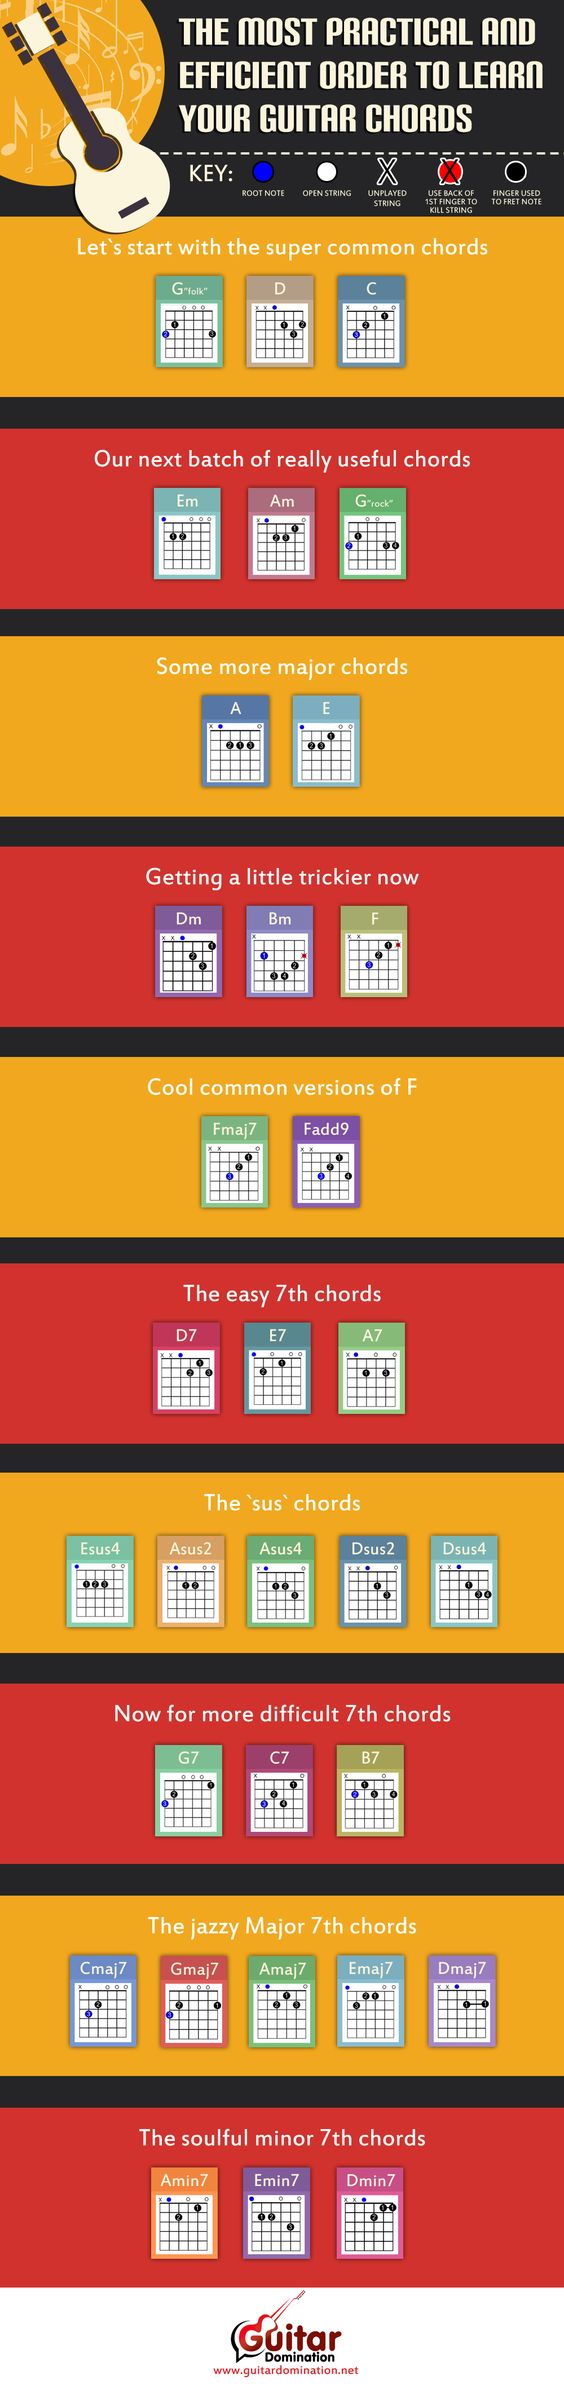 THE MOST PRACTICAL AND
EFFICIENT ORDER TO LEARN
YOUR GUITAR CHORDS
KEY:
ROOT NOTE
OPEN STRING
UNPLAYED
STRING
USE BACK OF
1ST FINGER TO
KILL STRING
FINGER USED
TO FRET NOTE
Let`s start with the super common chords
G"folk" D C
Our next batch of really useful chords
Em Am G"rock"
Some more major chords
A E
Getting a little trickier now
Dm Bm F
Cool common versions of F
Fmaj7 Fadd9
The easy 7th chords
D7 E7 A7
The `sus` chords
Esus4 Asus2 Asus4 Dsus2 Dsus4
Now for more difficult 7th chords
G7 C7 B7
The jazzy Major 7th chords
Cmaj7 Gmaj7 Amaj7 Emaj7 Dmaj7
The soulful minor 7th chords
Amin7 Emin7 Dmin7
Guitar
Domination
www.guitardomination.net